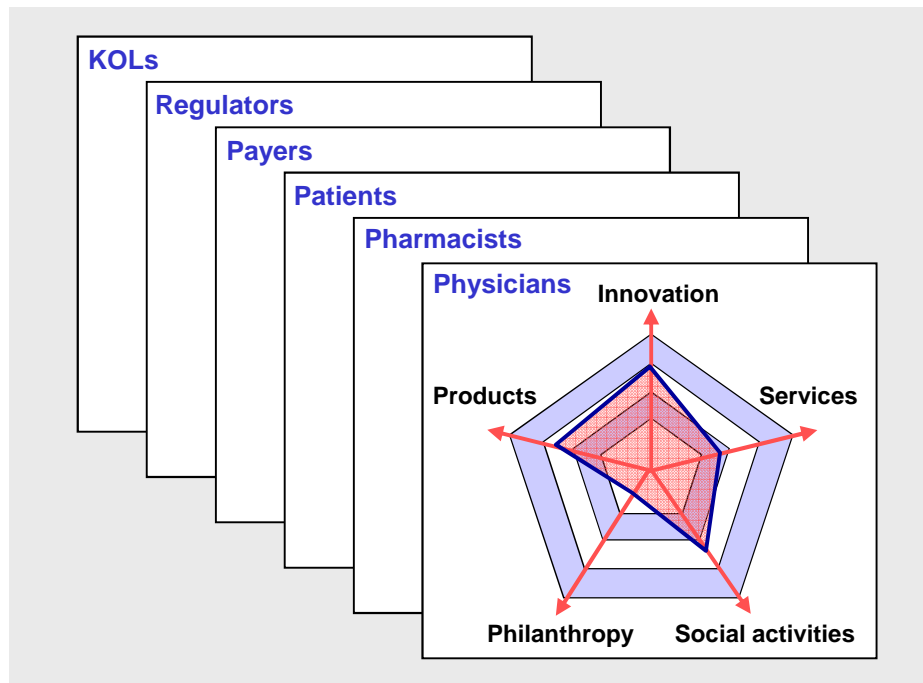 KOLs
Regulators
Payers
Patients
Pharmacists
Physicians
Innovation
Products
Services
Philanthropy
Social activities